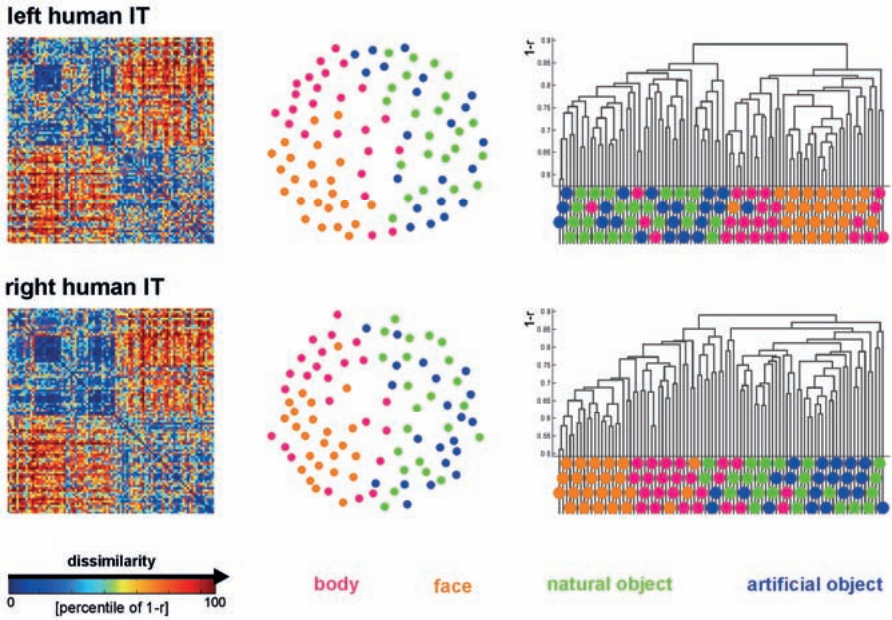 left human IT
1-r
0.9
0.85
0.8
0.75
0.7
0.65
0.6
right human IT
1-r
0.9
0.85
0.8
0.75
0.7
0.65
0.6
0.55
0.5
dissimilarity
0 100
[percentile of 1-r]
body face natural object artificial object